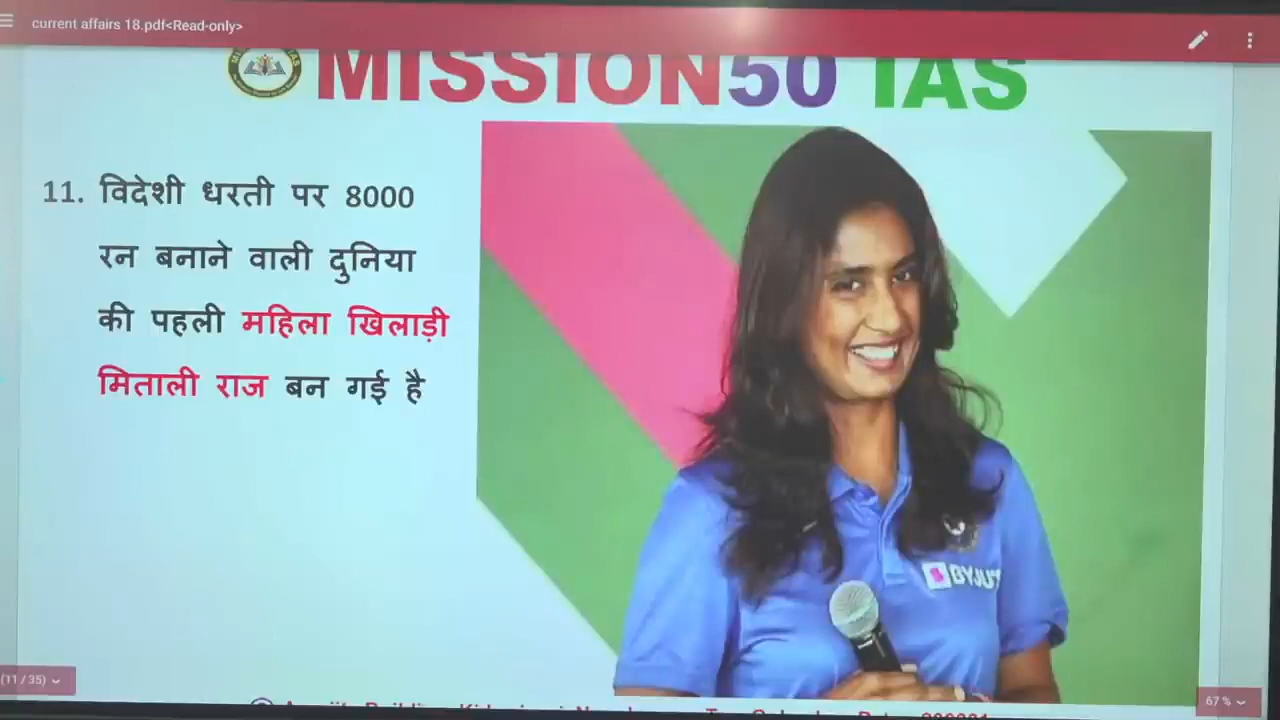 current affairs 18.pdf<Read-only>
MISSION50 IAS
11. विदेशी धरती पर 8000
रन बनाने वाली दुनिया
की पहली महिला खिलाड़ी
मिताली राज बन गई है
BYJU'
(11 / 35)
67 %